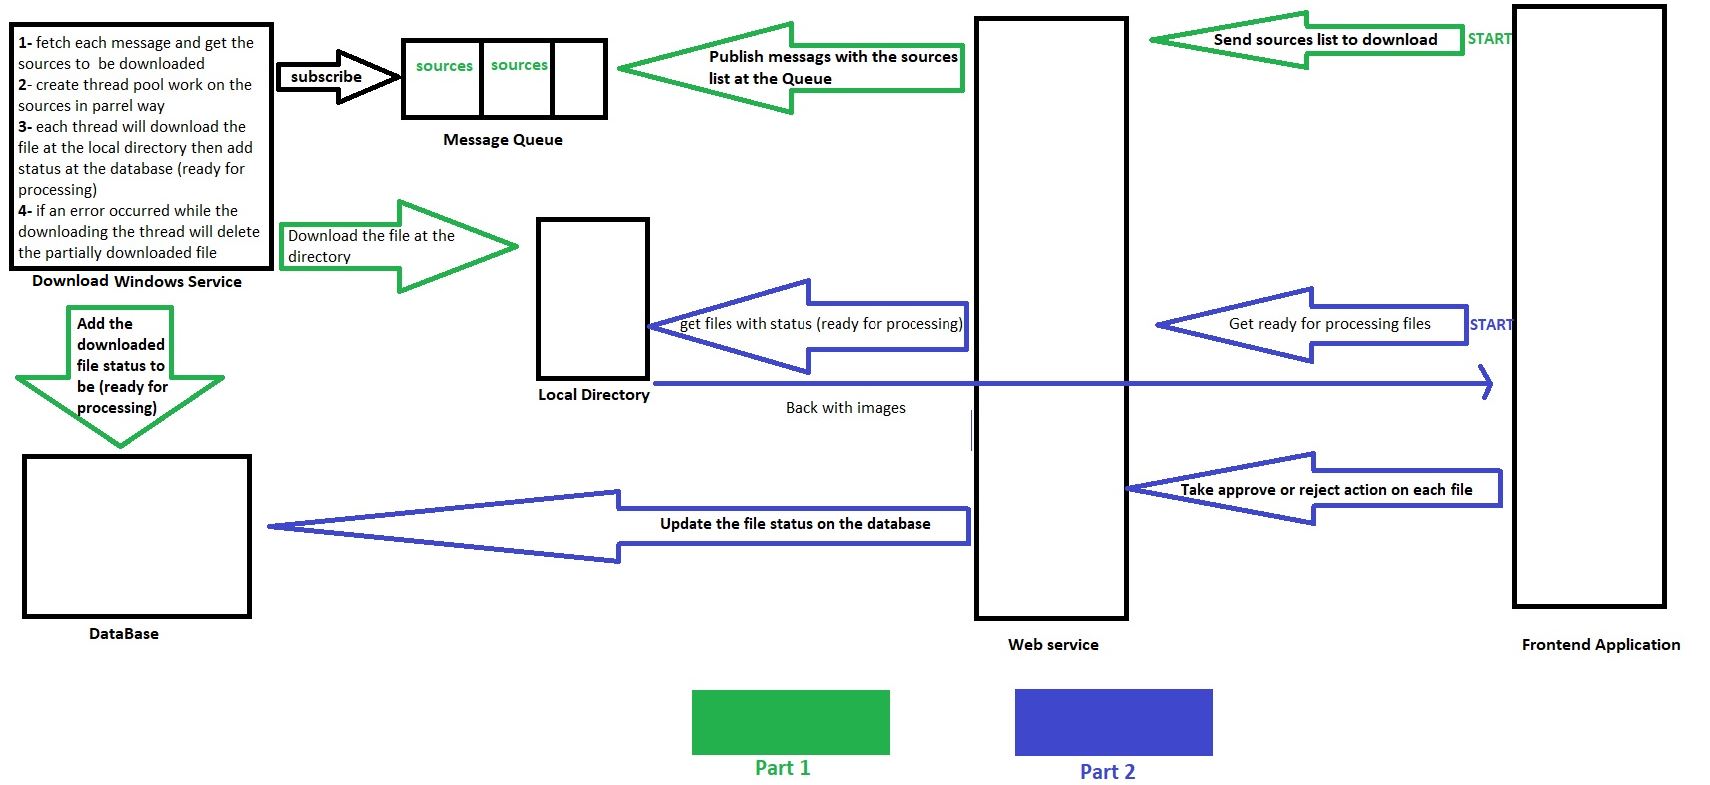 1- fetch each message and get the
sources to  be downloaded
2- create thread pool work on the
sources in parrel way
3- each thread will download the
file at the local directory then add
status at the database (ready for
processing)
4- if an error occurred while the
downloading the thread will delete
the partially downloaded file
Download Windows Service
subscribe
sources
sources
Message Queue
Publish messags with the sources
list at the Queue
Send sources list to download
START
Download the file at the
directory
Local Directory
get files with status (ready for processing)
Get ready for processing files
START
Back with images
Add the
downloaded
file status to
be (ready for
processing)
DataBase
Update the file status on the database
Take approve or reject action on each file
Web service
Frontend Application
Part 1
Part 2